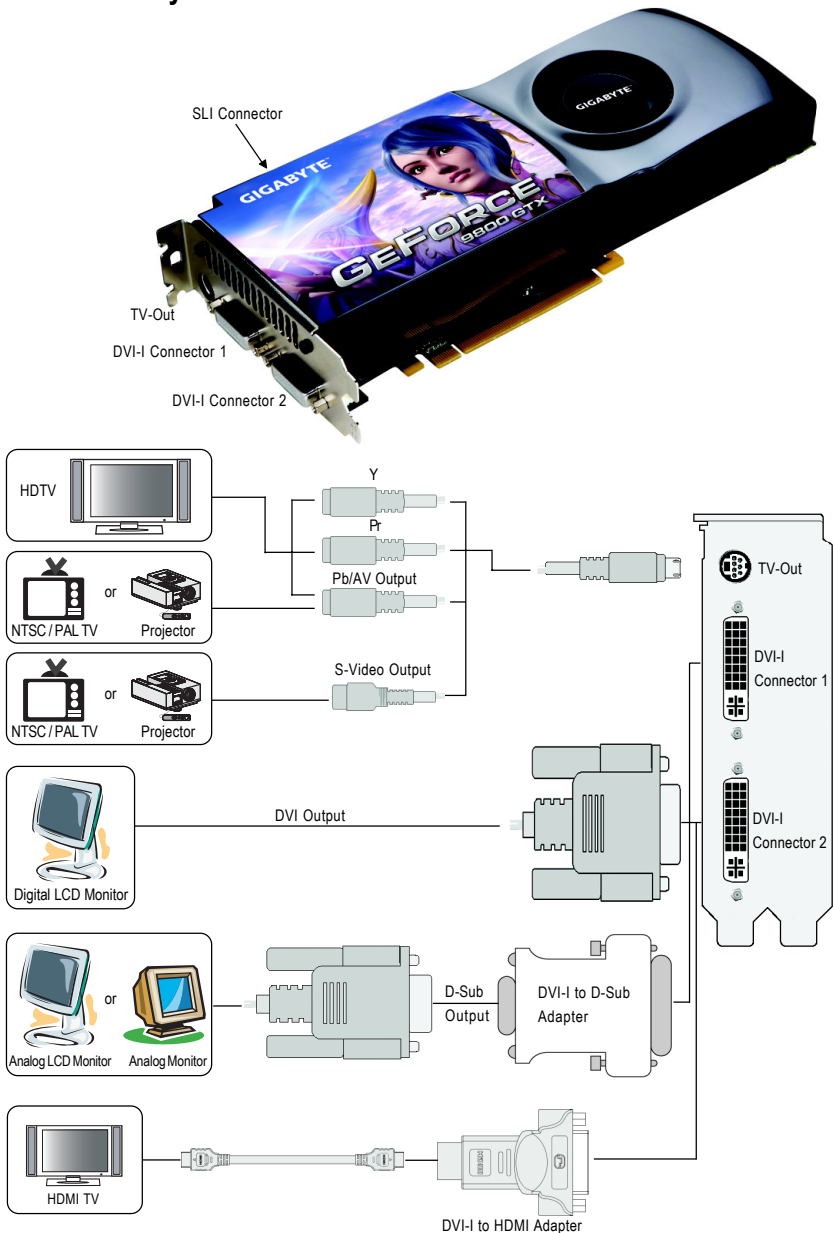 SLI Connector
GIGABYTE
GIGABYTE
GEFORCE
9800 GTX
TV-Out
DVI-I Connector 1
DVI-I Connector 2
HDTV
Y
Pr
Pb/AV Output
NTSC / PAL TV
or
Projector
S-Video Output
NTSC / PAL TV
or
Projector
TV-Out
DVI-I
Connector 1
DVI-I
Connector 2
DVI Output
Digital LCD Monitor
Analog LCD Monitor
or
Analog Monitor
D-Sub
Output
DVI-I to D-Sub
Adapter
HDMI TV
DVI-I to HDMI Adapter